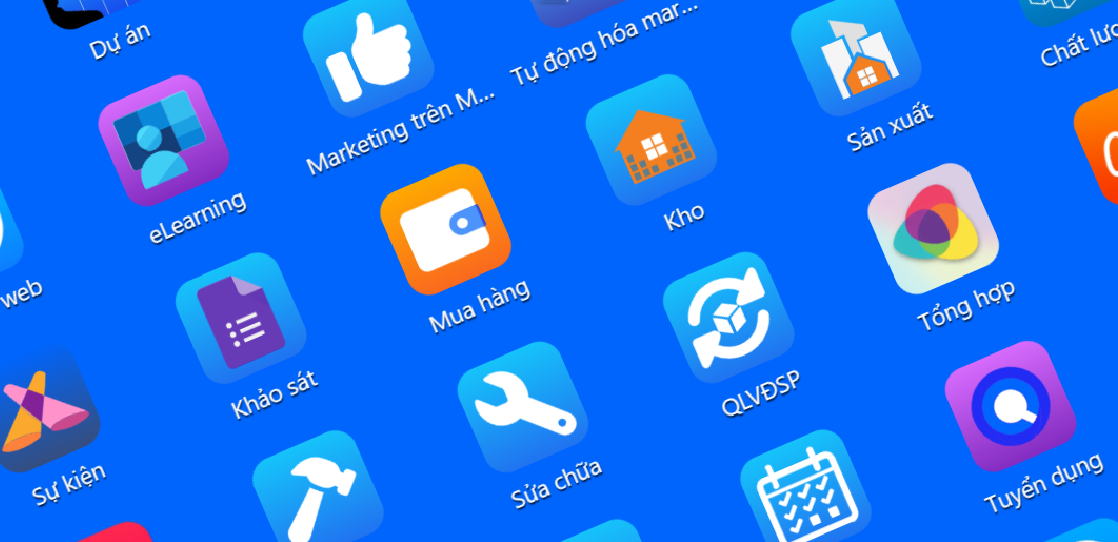 Dự án
Marketing trên M...
Tự động hóa mar...
Sản xuất
Chất lượ
eLearning
Mua hàng
Kho
Tổng hợp
web
Khảo sát
QLVĐSP
Sự kiện
Sửa chữa
Tuyển dụng